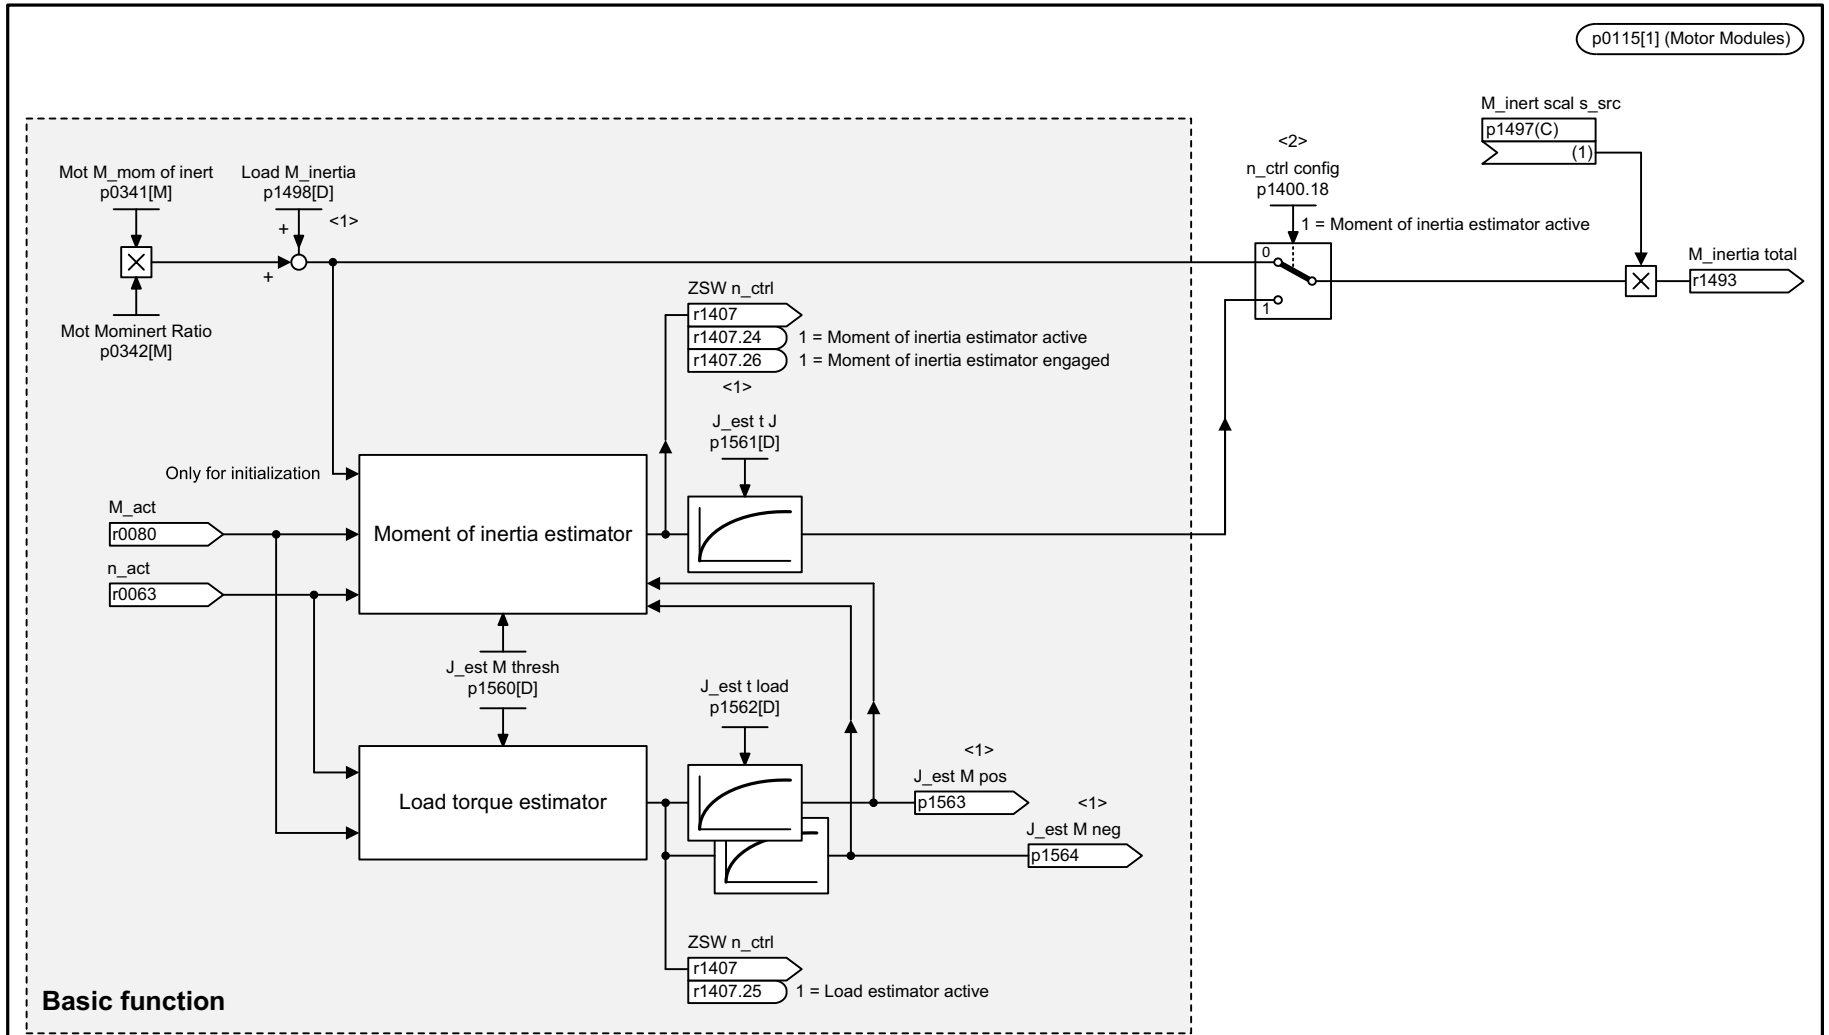 p0115[1] (Motor Modules)
M_inert scal s_src
p1497(C)
(1)
<2>
n_ctrl config
p1400.18
1 = Moment of inertia estimator active
0
1
M_inertia total
r1493
Mot M_mom of inert
p0341[M]
Load M_inertia
p1498[D]
<1>
+
+
Mot Mominert Ratio
p0342[M]
ZSW n_ctrl
r1407
r1407.24 1 = Moment of inertia estimator active
r1407.26 1 = Moment of inertia estimator engaged
<1>
J_est t J
p1561[D]
Only for initialization
M_act
r0080
Moment of inertia estimator
n_act
r0063
J_est M thresh
p1560[D]
J_est t load
p1562[D]
Load torque estimator
<1>
J_est M pos
p1563
<1>
J_est M neg
p1564
ZSW n_ctrl
r1407
r1407.25 1 = Load estimator active
Basic function